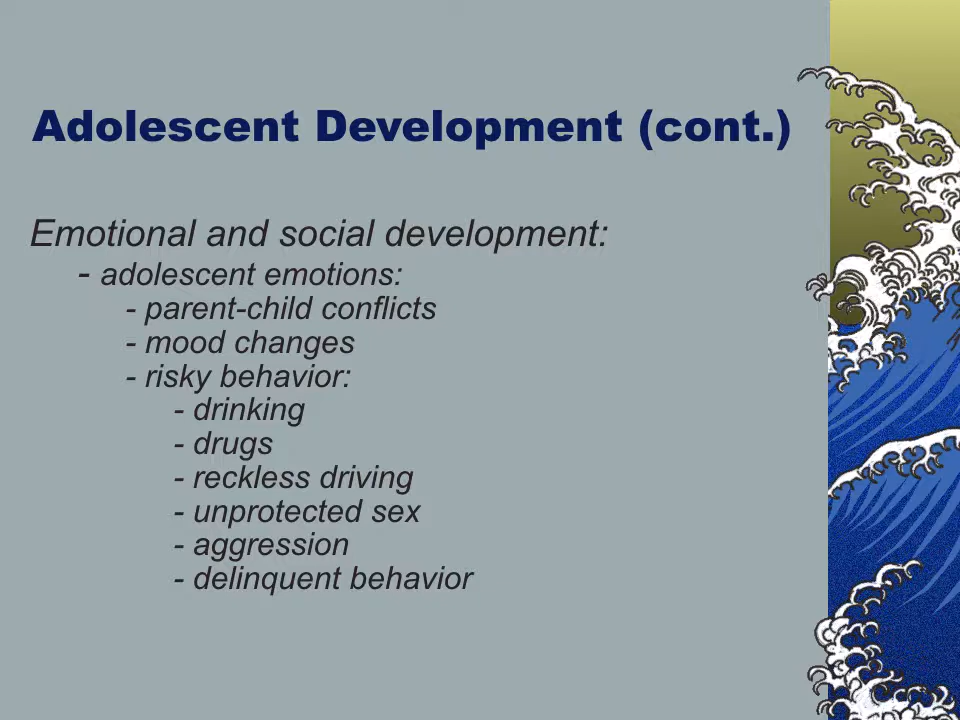 Adolescent Development (cont.)
Emotional and social development:
- adolescent emotions:
- parent-child conflicts
- mood changes
- risky behavior:
- drinking
- drugs
- reckless driving
- unprotected sex
- aggression
- delinquent behavior